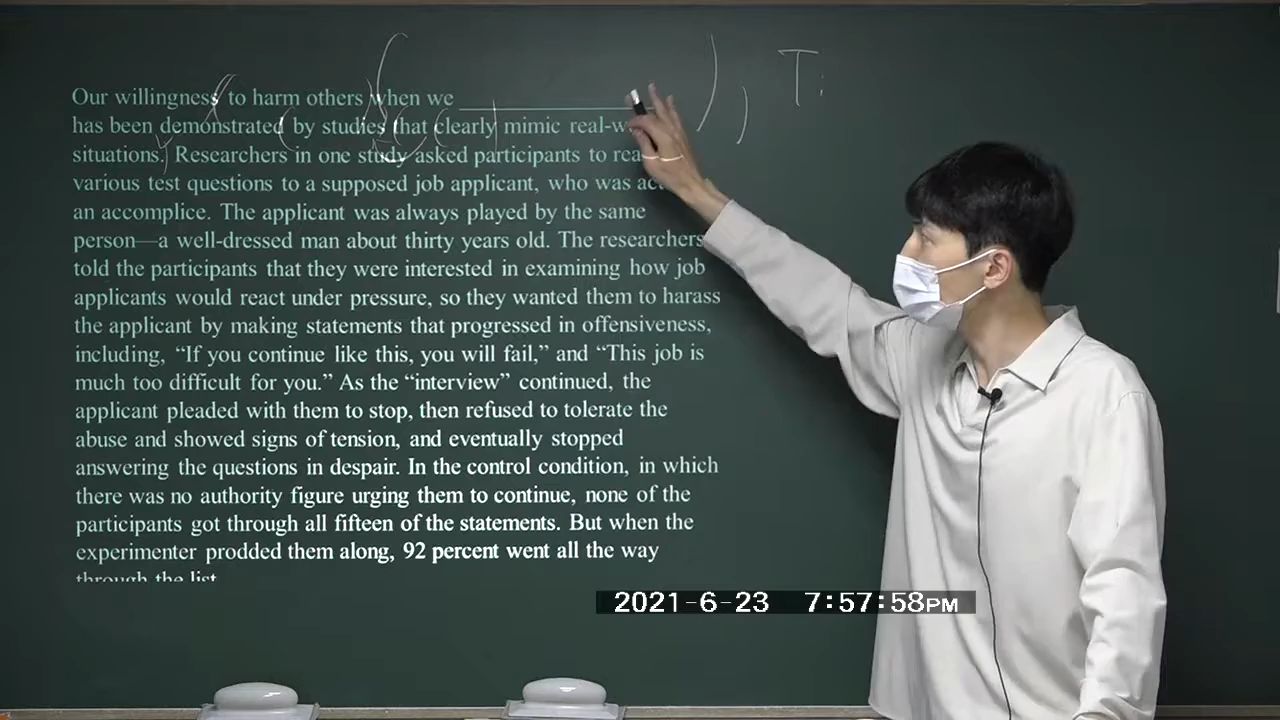 ( ) , T
Our willingness to harm others when we
has been demonstrated by studies that clearly mimic
situations. Researchers in one study asked participants to
various test questions to a supposed job applicant, who was
an accomplice. The applicant was always played by the same
person—a well-dressed man about thirty years old. The researchers
told the participants that they were interested in examining how job
applicants would react under pressure, so they wanted them to harass
the applicant by making statements that progressed in offensiveness,
including, “If you continue like this, you will fail,” and “This job is
much too difficult for you.” As the “interview” continued, the
applicant pleaded with them to stop, then refused to tolerate the
abuse and showed signs of tension, and eventually stopped
answering the questions in despair. In the control condition, in which
there was no authority figure urging them to continue, none of the
participants got through all fifteen of the statements. But when the
experimenter prodded them along, 92 percent went all the way
through the list
2021-6-23 7:57:58PM